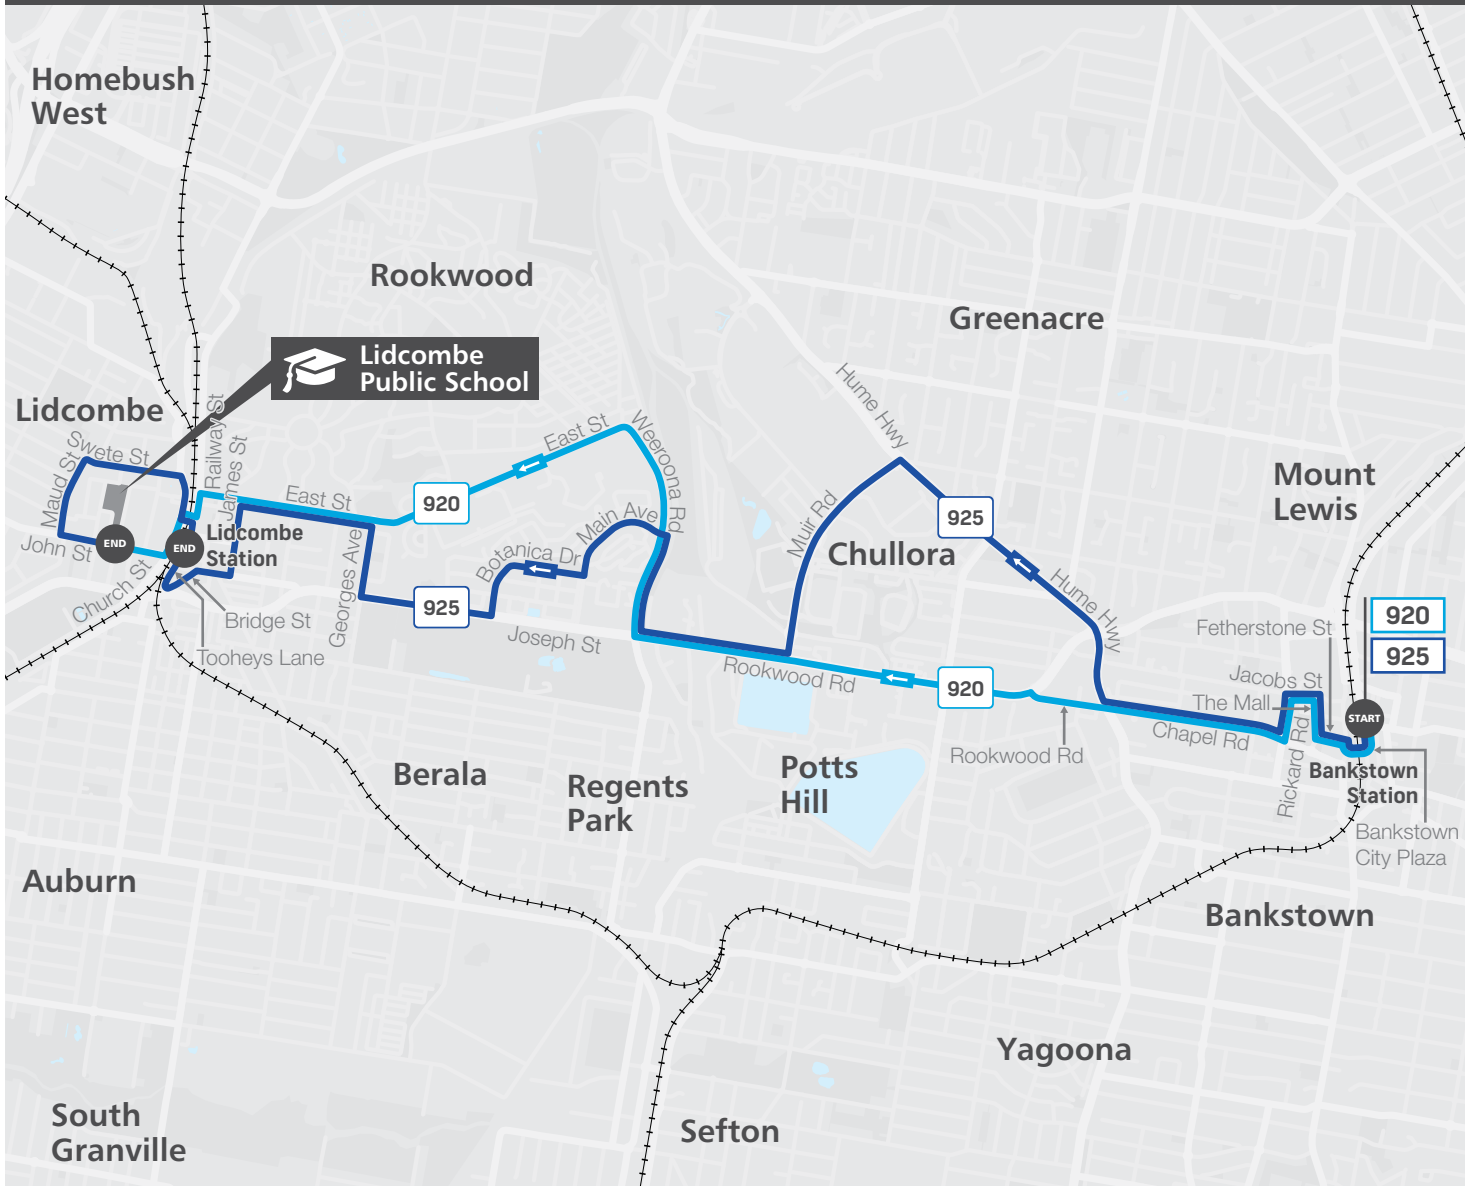 Homebush
West
Rookwood
Greenacre
Lidcombe
Public School
Lidcombe
Hume Hwy
Railway St
East St
Weeroona Rd
Swete St
James St
Mount
Lewis
Maud St
East St
920
Muir Rd
925
Main Ave
Lidcombe
Station
John St
END
END
Chullora
Botanica Dr
Hume Hwy
Georges Ave
Church St
925
920
Bridge St
Joseph St
Fetherstone St
925
Tooheys Lane
Rookwood Rd
920
Jacobs St
The Mall
START
Chapel Rd
Rookwood Rd
Rickard Rd
Berala
Regents
Park
Potts
Hill
Bankstown
Station
Bankstown
City Plaza
Auburn
Bankstown
Yagoona
South
Granville
Sefton